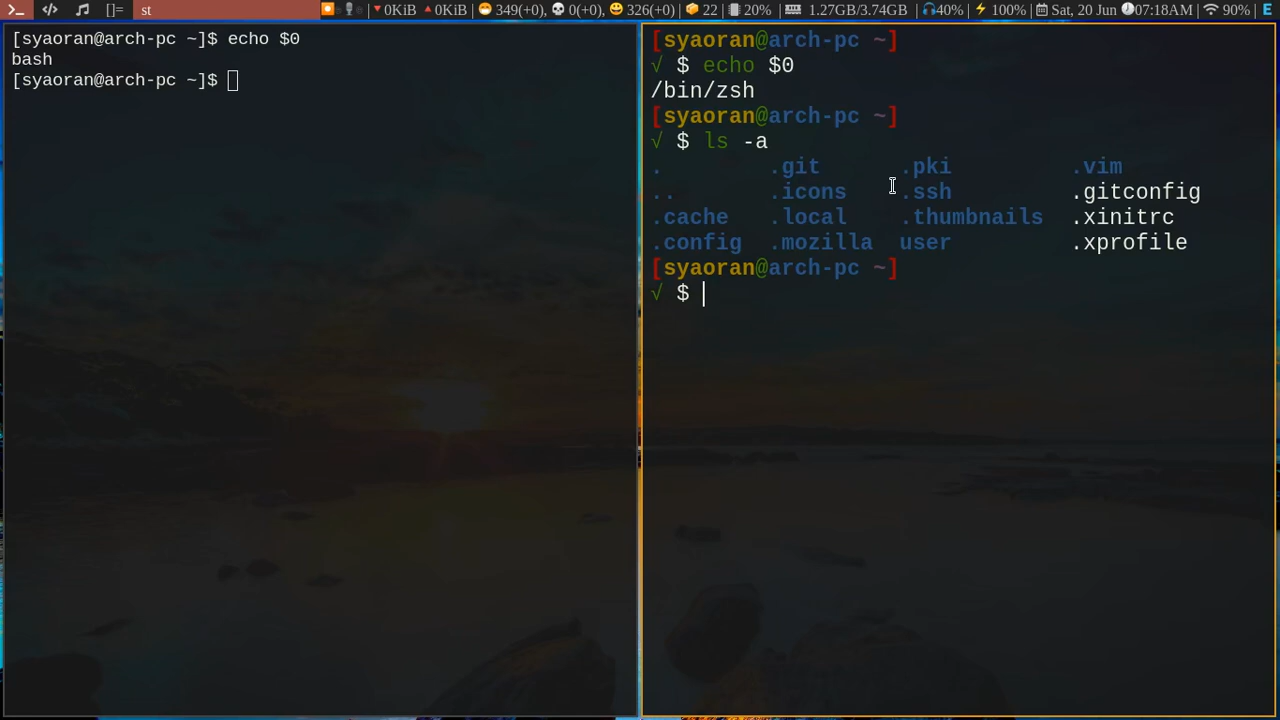 []= st 0KiB 0KiB 349(+0), 0(+0), 326(+0)| 22 | 20% | 1.27GB/3.74GB | 40% | 100% | Sat, 20 Jun 07:18AM | 90% | E
[syaoran@arch-pc ~]$ echo $0
bash
[syaoran@arch-pc ~]$
[syaoran@arch-pc ~]
√ $ echo $0
/bin/zsh
[syaoran@arch-pc ~]
√ $ ls -a
. .git .pki .vim
.. .icons .ssh .gitconfig
.cache .local .thumbnails .xinitrc
.config .mozilla user .xprofile
[syaoran@arch-pc ~]
√ $